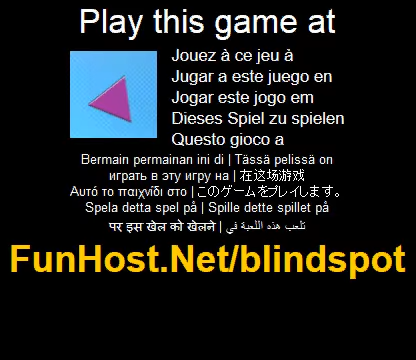 Play this game at
Jouez à ce jeu à
Jugar a este juego en
Jogar este jogo em
Dieses Spiel zu spielen
Questo gioco a
Bermain permainan ini di | Tässä pelissä on
играть в эту игру на | 在这场游戏
Αυτό το παιχνίδι στο | このゲームをプレイします。
Spela detta spel på | Spille dette spillet på
पर इस खेल को खेलने | تلعب هذه اللعبة في
FunHost.Net/blindspot